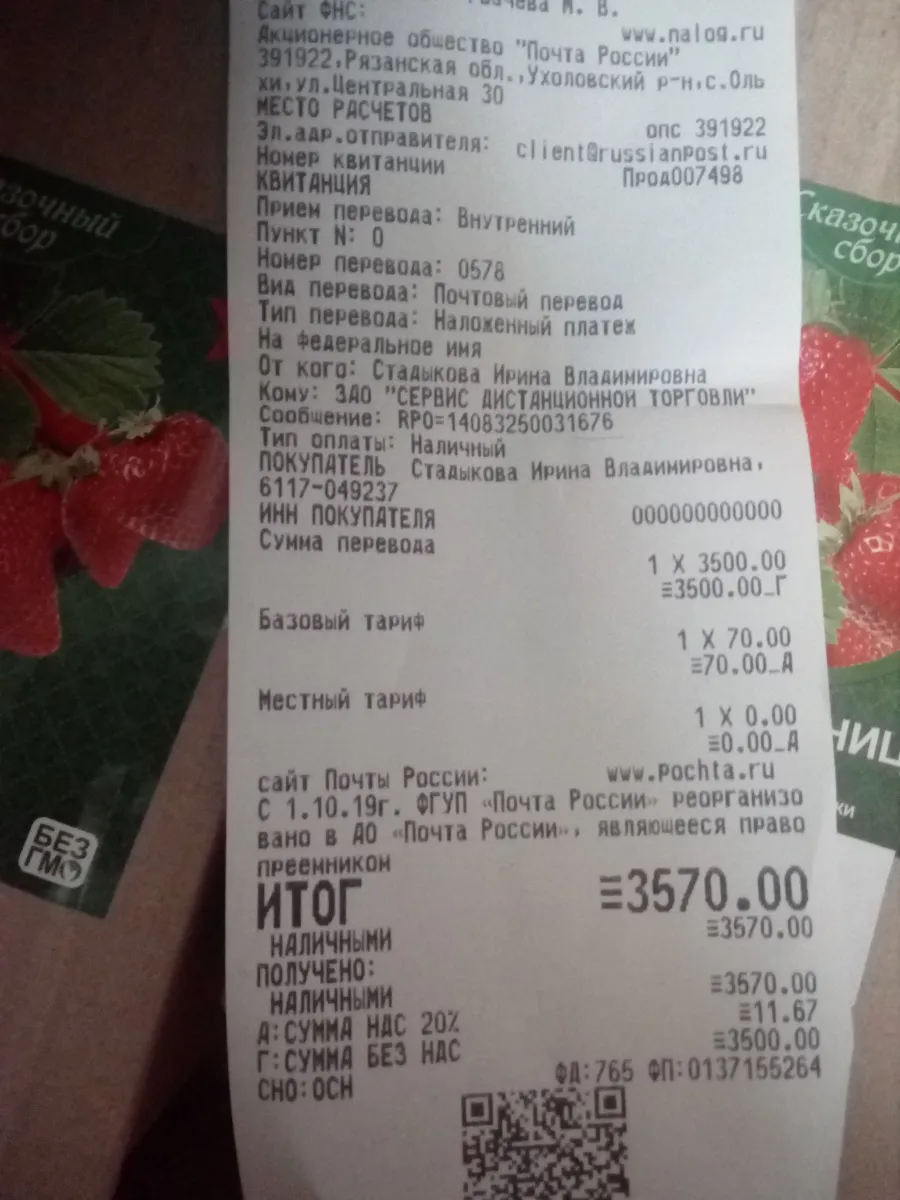 М. В.
Сайт ФНС: www.nalog.ru
Акционерное общество "Почта России"
391922,Рязанская обл.,Ухоловский р-н,с.Оль
хи,ул.Центральная 30
МЕСТО РАСЧЕТОВ опс 391922
Эл.адр.отправителя: client@russianpost.ru
Номер квитанции Прод007498
КВИТАНЦИЯ
Прием перевода: Внутренний
Пункт N: 0
Номер перевода: 0578
Вид перевода: Почтовый перевод
Тип перевода: Наложенный платеж
На федеральное имя
От кого: Стадыкова Ирина Владимировна
Кому: ЗАО "СЕРВИС ДИСТАНЦИОННОЙ ТОРГОВЛИ"
Сообщение: RPO=14083250031676
Тип оплаты: Наличный
ПОКУПАТЕЛЬ Стадыкова Ирина Владимировна,
6117-049237
ИНН ПОКУПАТЕЛЯ 000000000000
Сумма перевода
1 X 3500.00
≡3500.00_Г
Базовый тариф
1 X 70.00
≡70.00_А
Местный тариф
1 X 0.00
≡0.00_А
сайт Почты России: www.pochta.ru
С 1.10.19г. ФГУП «Почта России» реорганизо
вано в АО «Почта России», являющееся право
преемником
ИТОГ ≡3570.00
НАЛИЧНЫМИ ≡3570.00
ПОЛУЧЕНО:
НАЛИЧНЫМИ ≡3570.00
А:СУММА НДС 20% ≡11.67
Г:СУММА БЕЗ НДС ≡3500.00
СНО:ОСН ФД:765 ФП:0137155264
сбор
БЕЗ
ГМО
Сказочн
сбор
НИЦ
ки